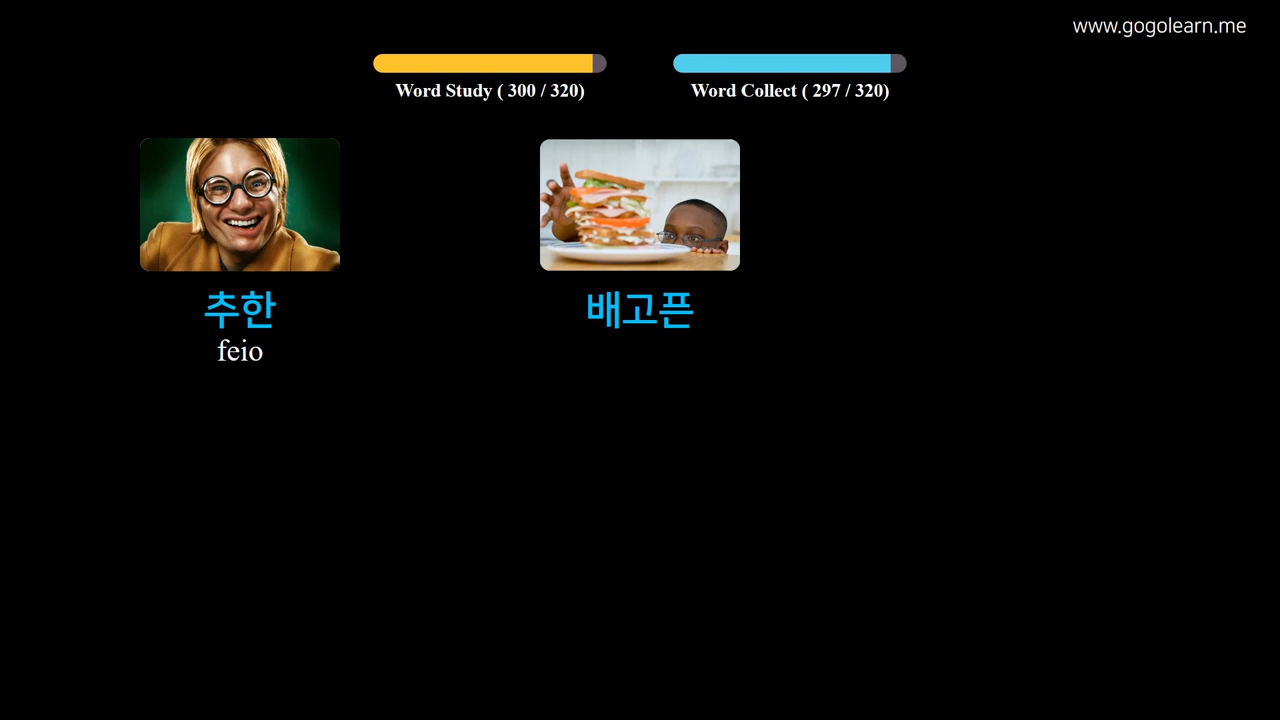 www.gogolearn.me
Word Study ( 300 / 320)
Word Collect ( 297 / 320)
추한
feio
배고픈